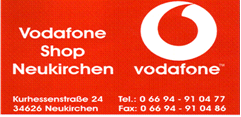 Vodafone
Shop
Neukirchen
vodafone™
Kurhessenstraße 24
34626 Neukirchen
Tel.: 0 66 94 - 91 04 77
Fax: 0 66 94 - 91 04 86